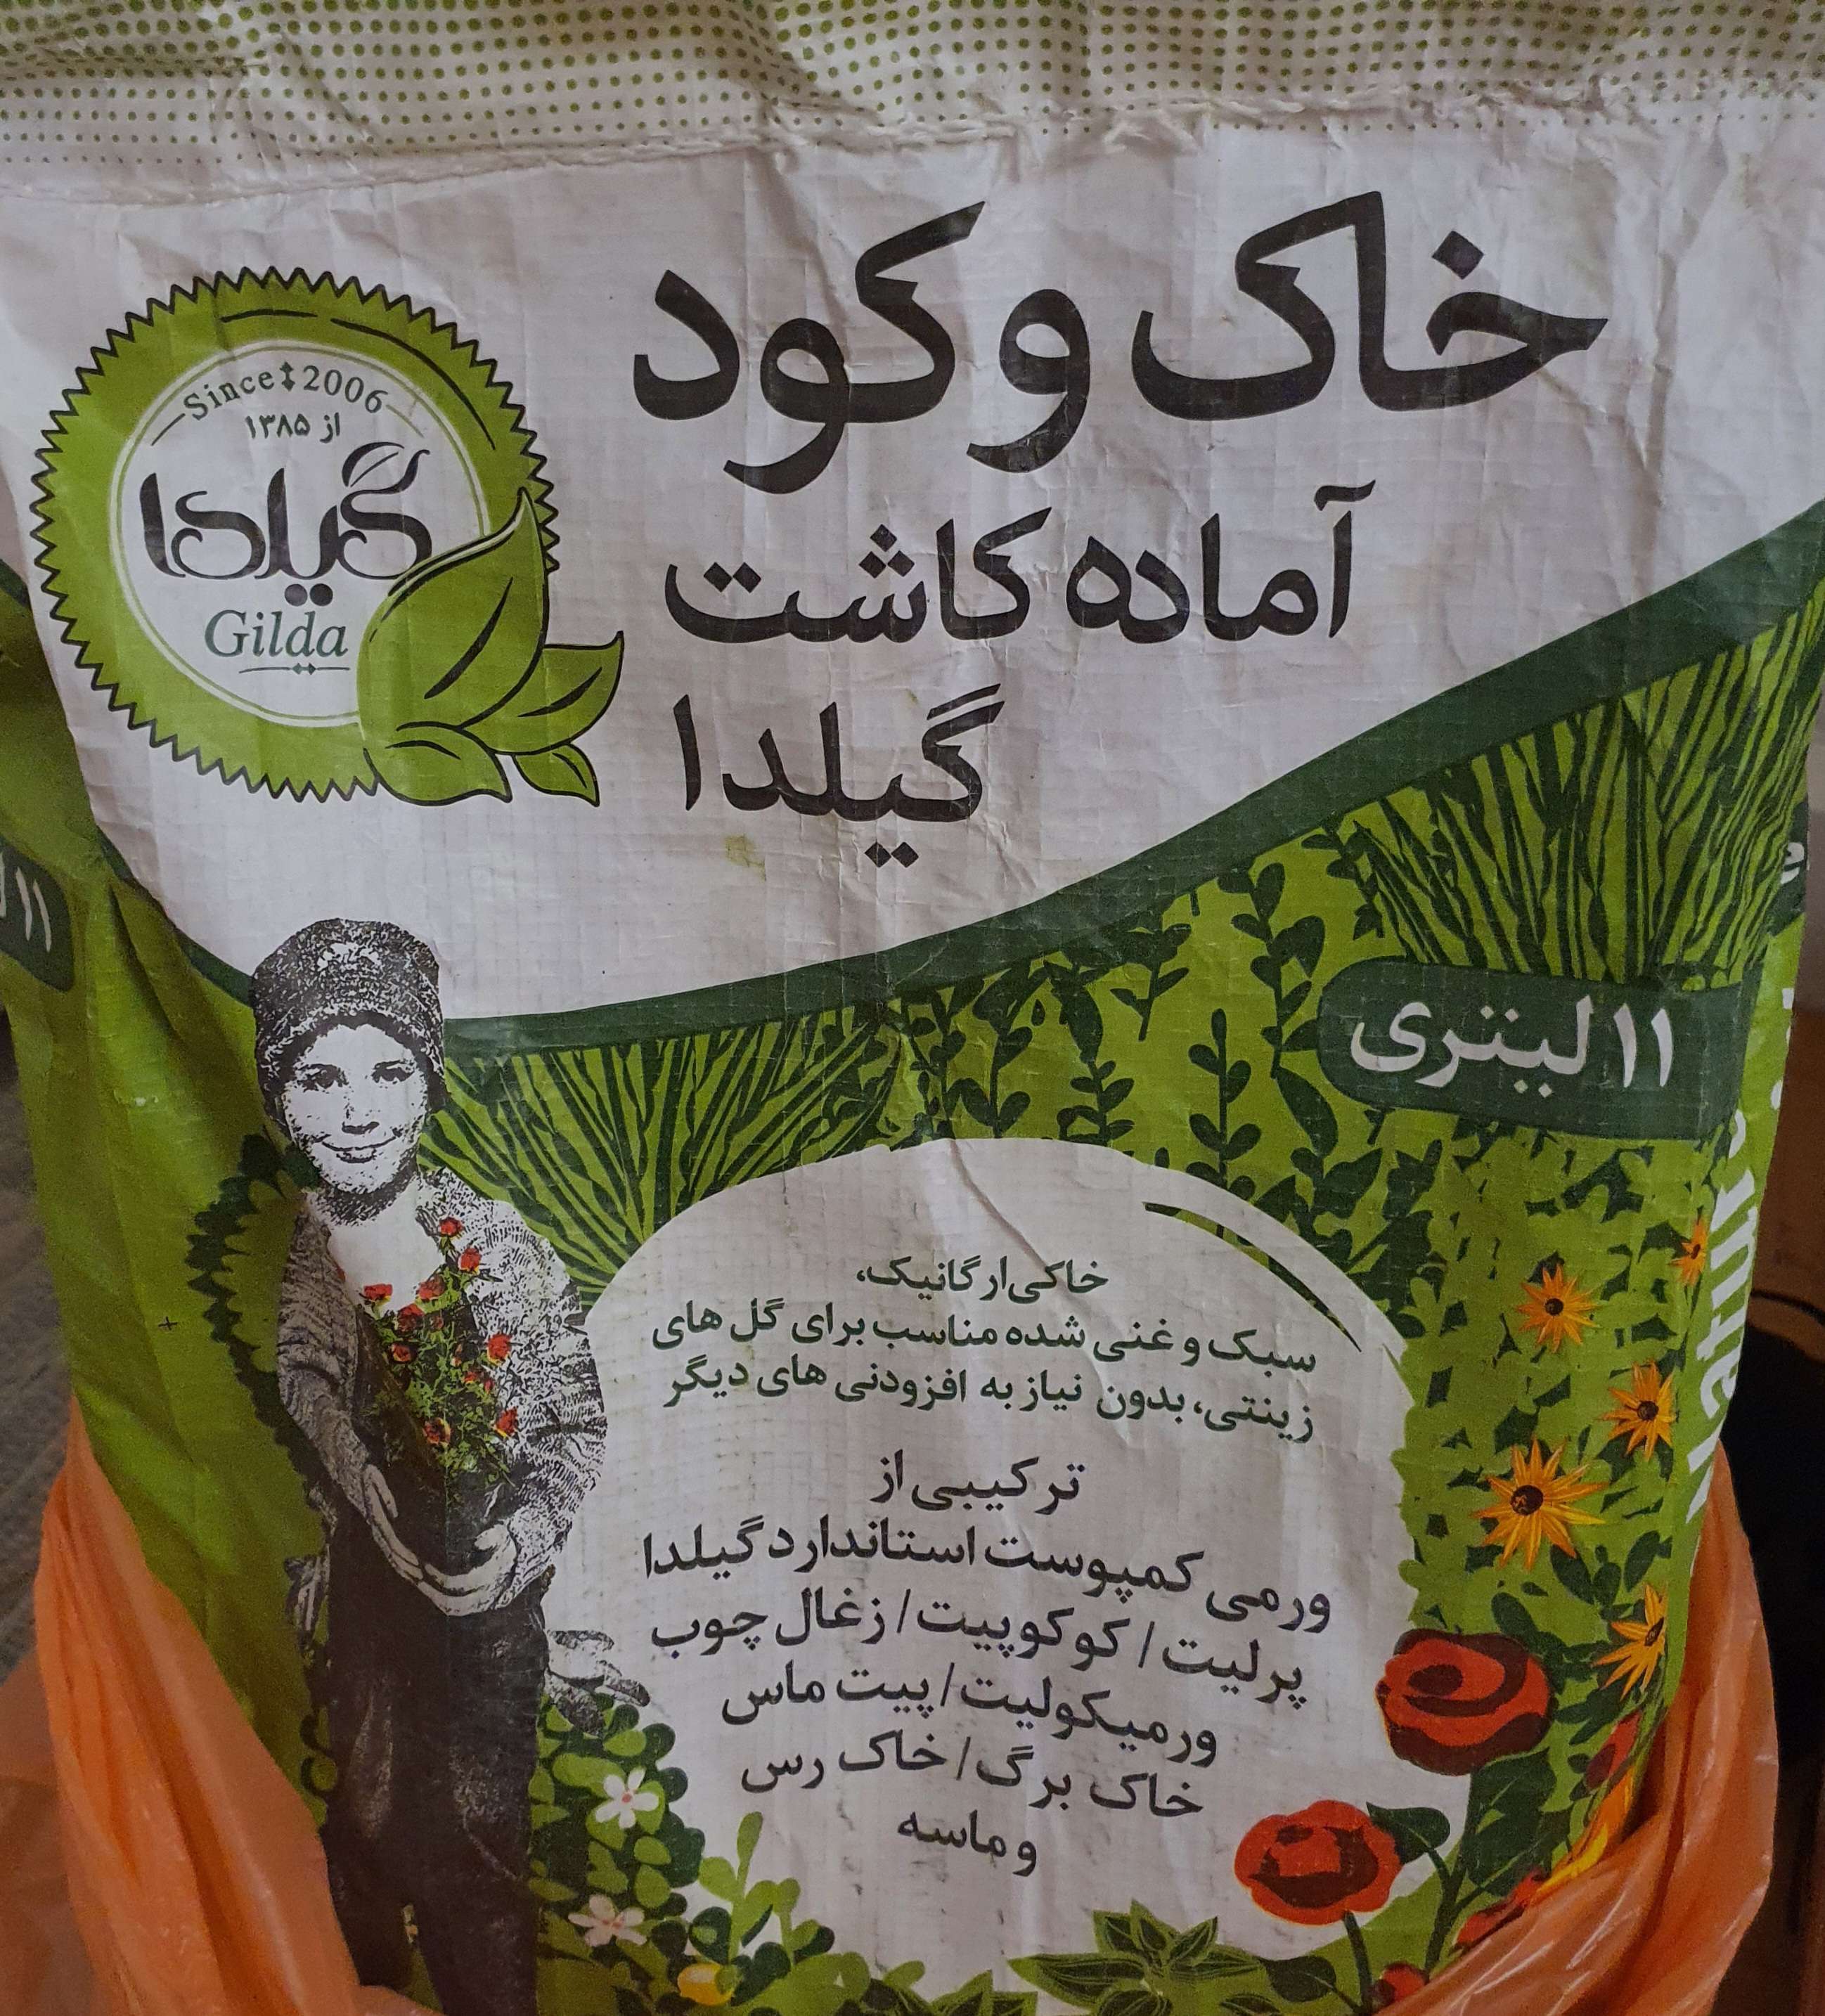 خاک و کود
آماده کاشت
گیلدا
Since 2006
از ۱۳۸۵
گیلدا
Gilda
۱۱ لیتری
خاکی ارگانیک،
سبک و غنی شده مناسب برای گل های
زینتی، بدون نیاز به افزودنی های دیگر
ترکیبی از
ورمی کمپوست استاندارد گیلدا
پرلیت / کوکوپیت / زغال چوب
ورمیکولیت / پیت ماس
خاک برگ / خاک رس
و ماسه
۱۱